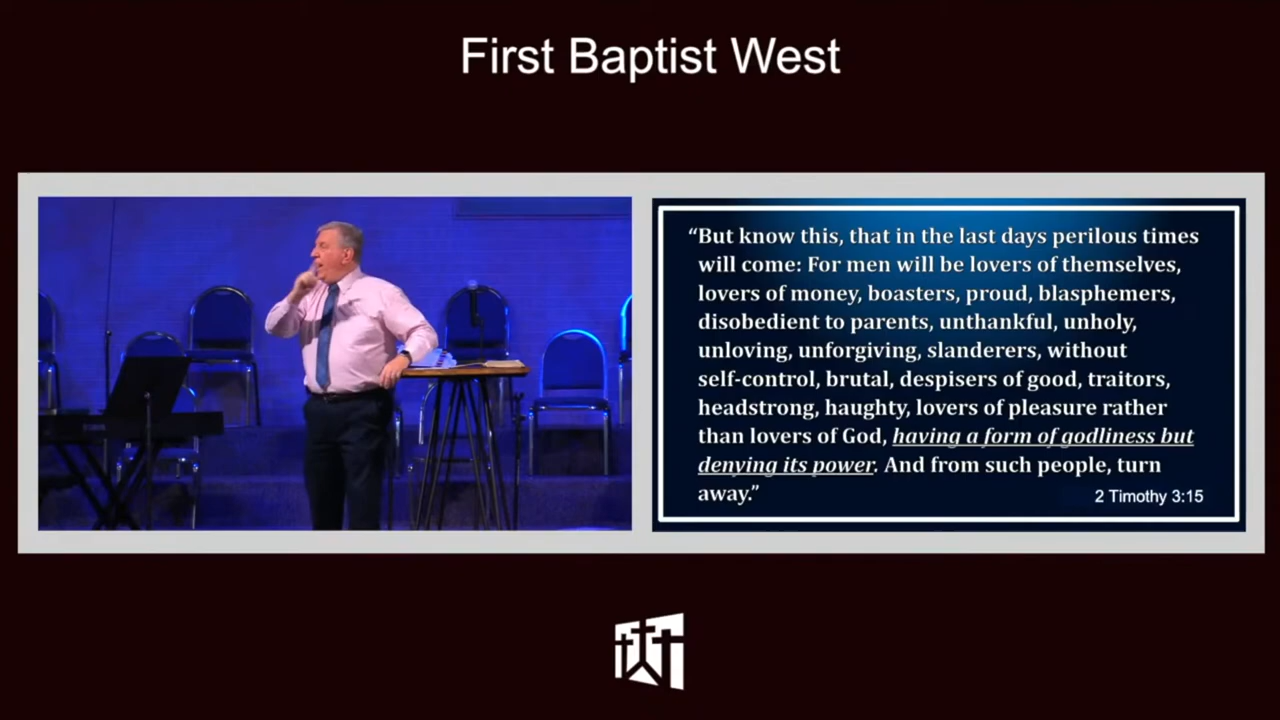 First Baptist West
“But know this, that in the last days perilous times
will come: For men will be lovers of themselves,
lovers of money, boasters, proud, blasphemers,
disobedient to parents, unthankful, unholy,
unloving, unforgiving, slanderers, without
self-control, brutal, despisers of good, traitors,
headstrong, haughty, lovers of pleasure rather
than lovers of God, having a form of godliness but
denying its power. And from such people, turn
away.”
2 Timothy 3:15